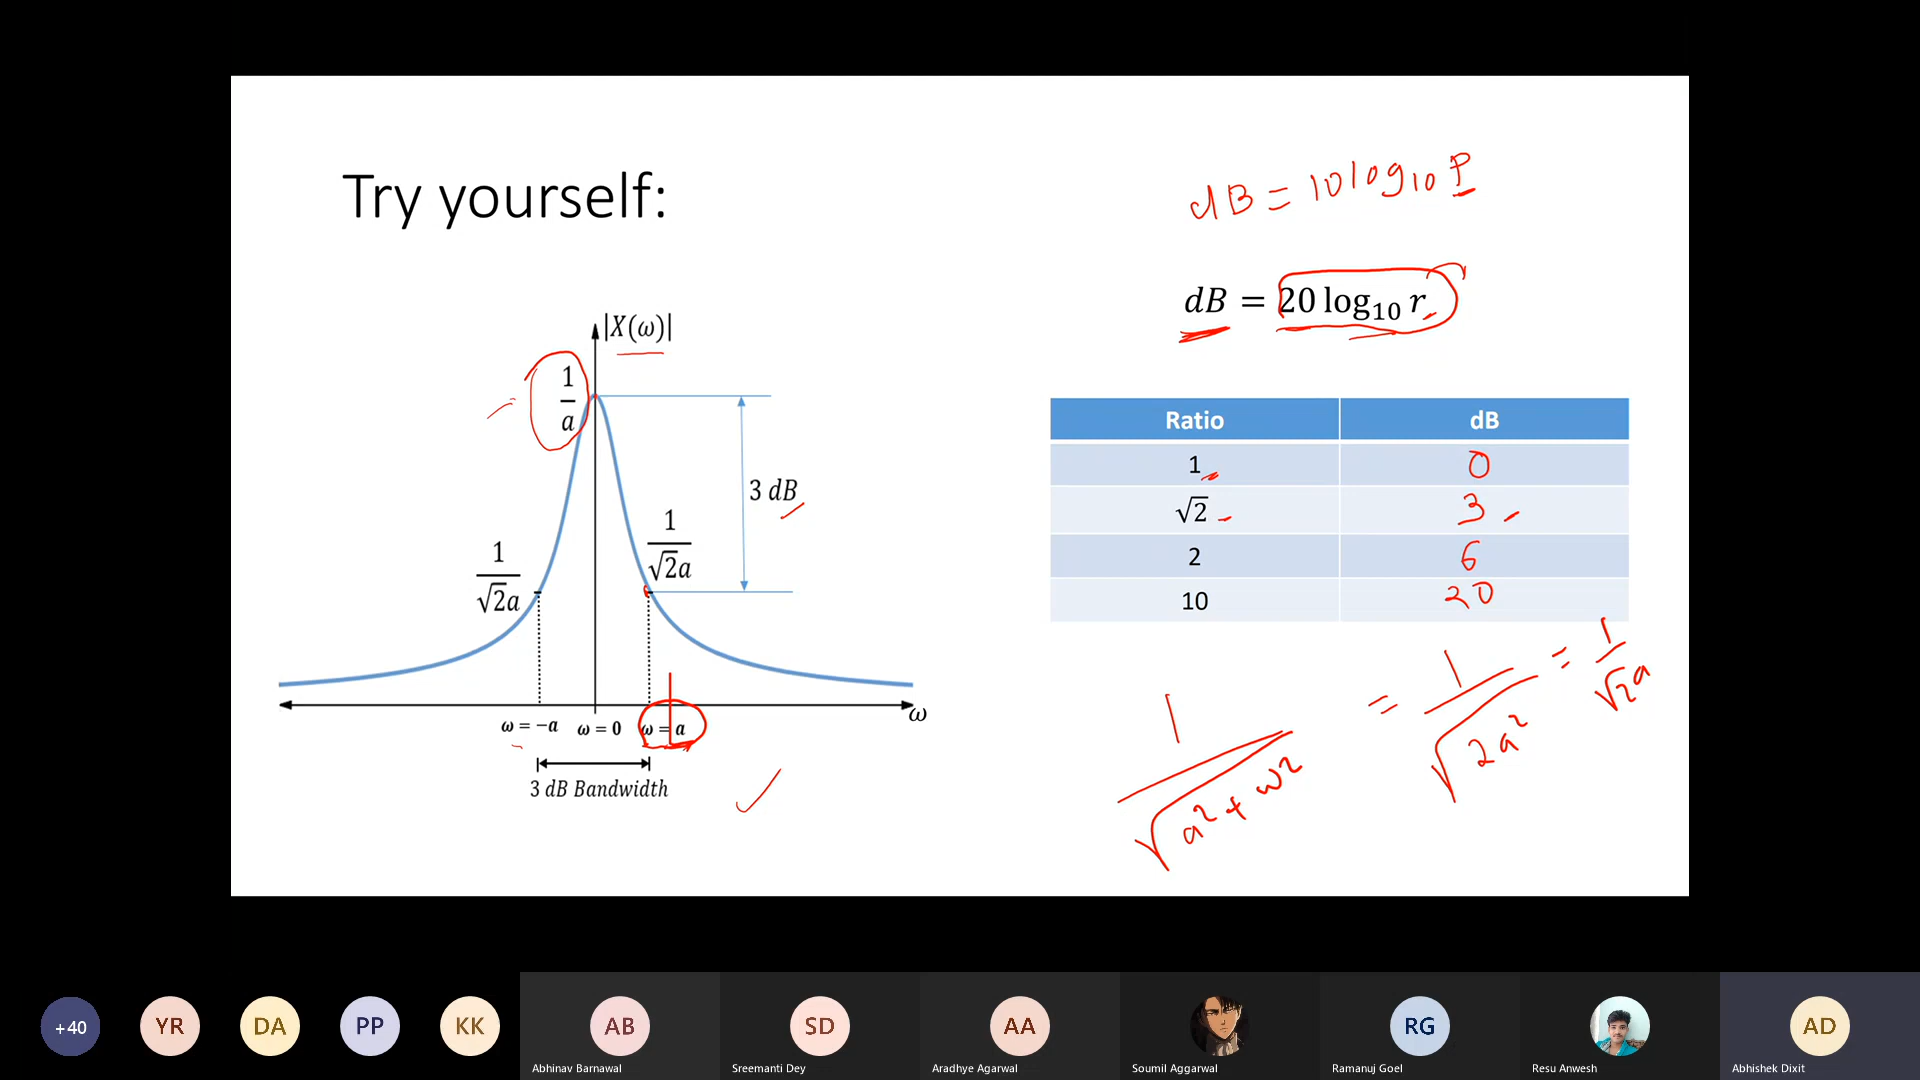 Try yourself:
dB = 10 log₁₀ P
dB = 20 log₁₀ r
|X(ω)|
1/a
3 dB
1/√2a
1/√2a
ω = −a ω = 0 ω = a
ω
3 dB Bandwidth
Ratio dB
1 0
√2 3
2 6
10 20
1/√(a² + ω²) = 1/√(2a²) = 1/√2a
+40 YR DA PP KK AB SD AA RG AD
Abhinav Barnawal Sreemanti Dey Aradhye Agarwal Soumil Aggarwal Ramanuj Goel Resu Anwesh Abhishek Dixit